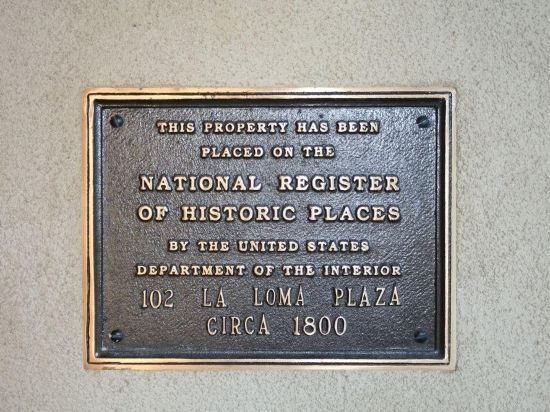 THIS PROPERTY HAS BEEN
PLACED ON THE
NATIONAL REGISTER
OF HISTORIC PLACES
BY THE UNITED STATES
DEPARTMENT OF THE INTERIOR
102 LA LOMA PLAZA
CIRCA 1800